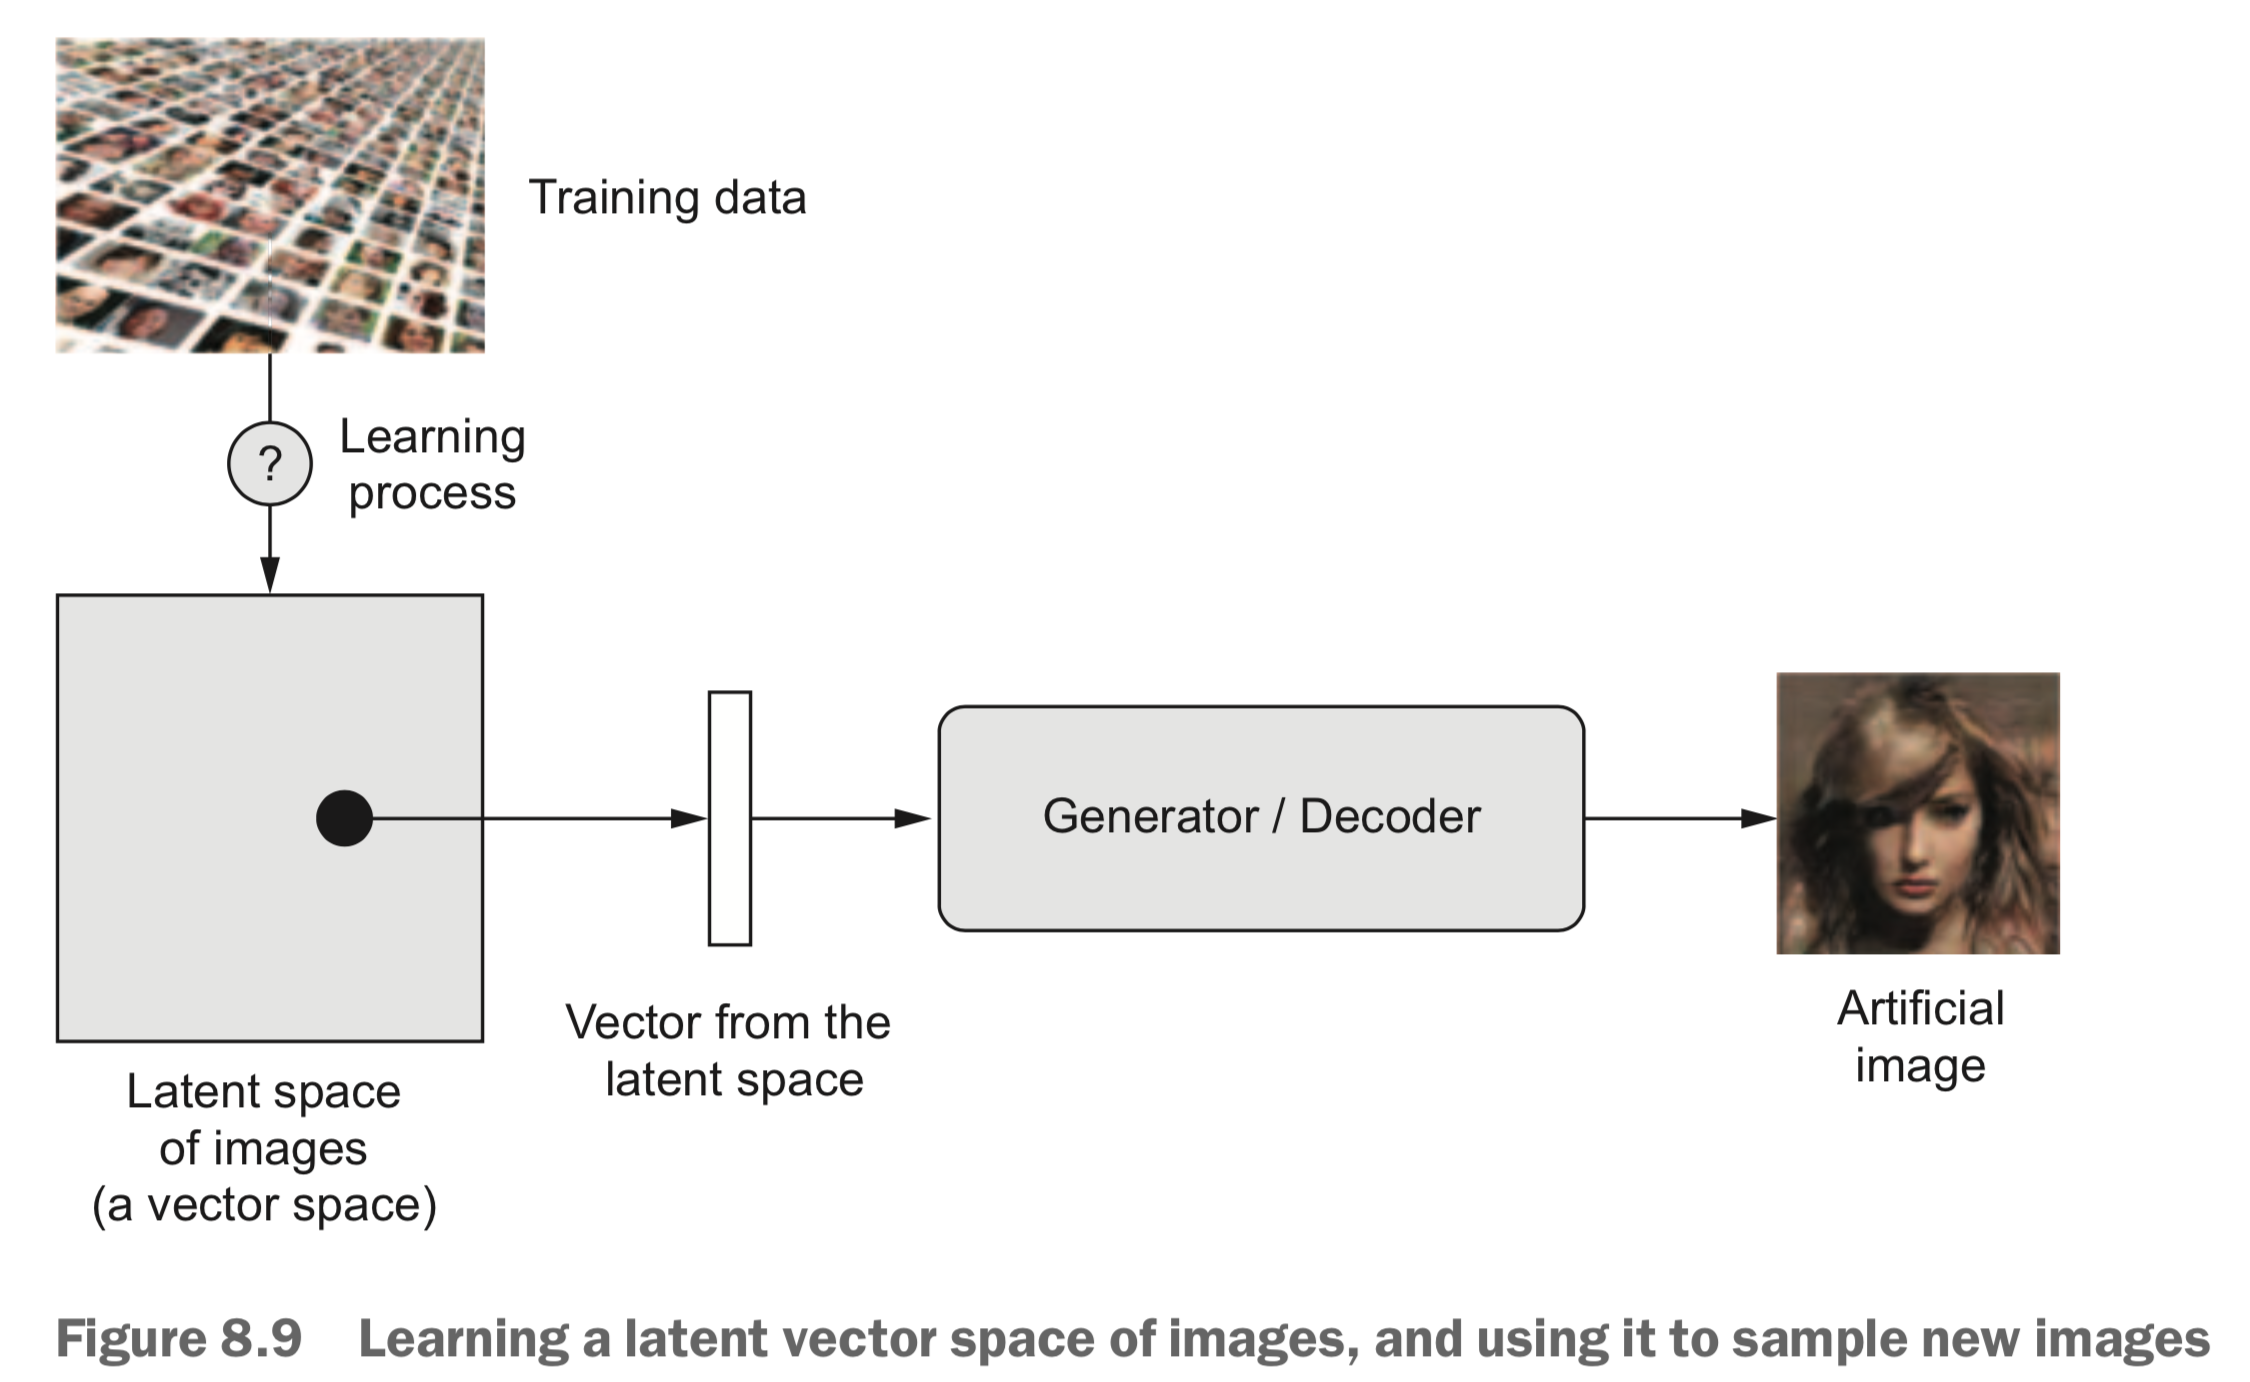 Training data
?
Learning
process
Generator / Decoder
Vector from the
latent space
Artificial
image
Latent space
of images
(a vector space)
Figure 8.9 Learning a latent vector space of images, and using it to sample new images